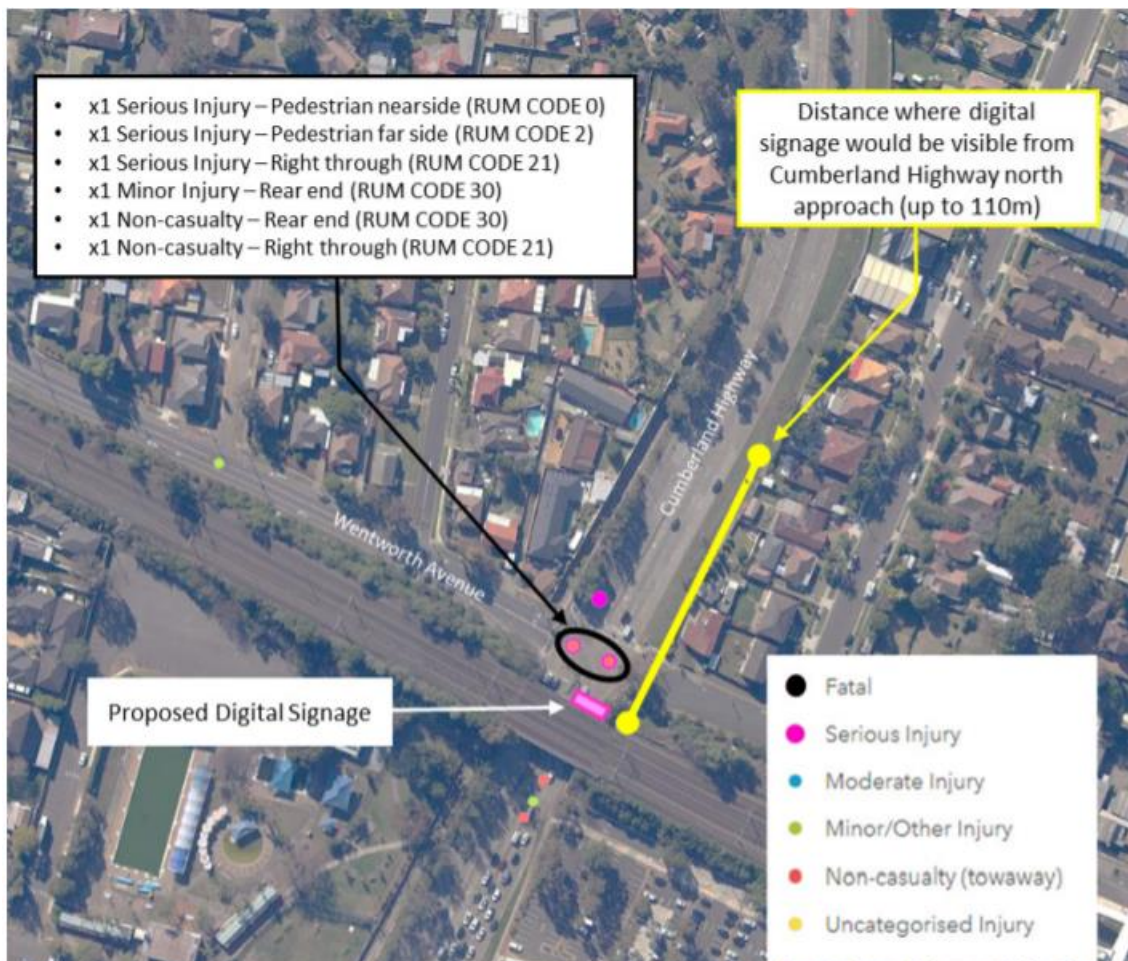 • x1 Serious Injury – Pedestrian nearside (RUM CODE 0)
• x1 Serious Injury – Pedestrian far side (RUM CODE 2)
• x1 Serious Injury – Right through (RUM CODE 21)
• x1 Minor Injury – Rear end (RUM CODE 30)
• x1 Non-casualty – Rear end (RUM CODE 30)
• x1 Non-casualty – Right through (RUM CODE 21)
Distance where digital
signage would be visible from
Cumberland Highway north
approach (up to 110m)
Cumberland Highway
Wentworth Avenue
Proposed Digital Signage
Fatal
Serious Injury
Moderate Injury
Minor/Other Injury
Non-casualty (towaway)
Uncategorised Injury